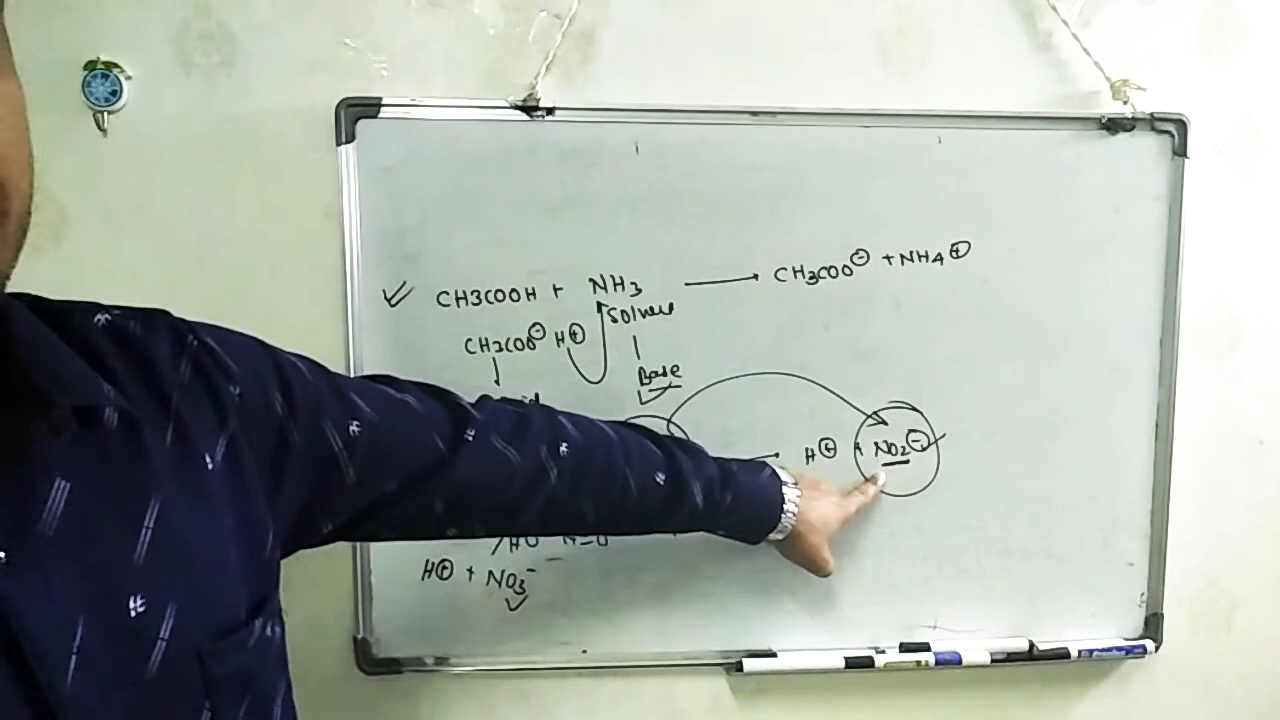 CH3COOH + NH3 ⟶ CH3COO⊖ + NH4⊕
Solvent
CH3COO⊖ H⊕
Base
⟶ H⊕ + NO2⊖
H⊕ + NO3⁻